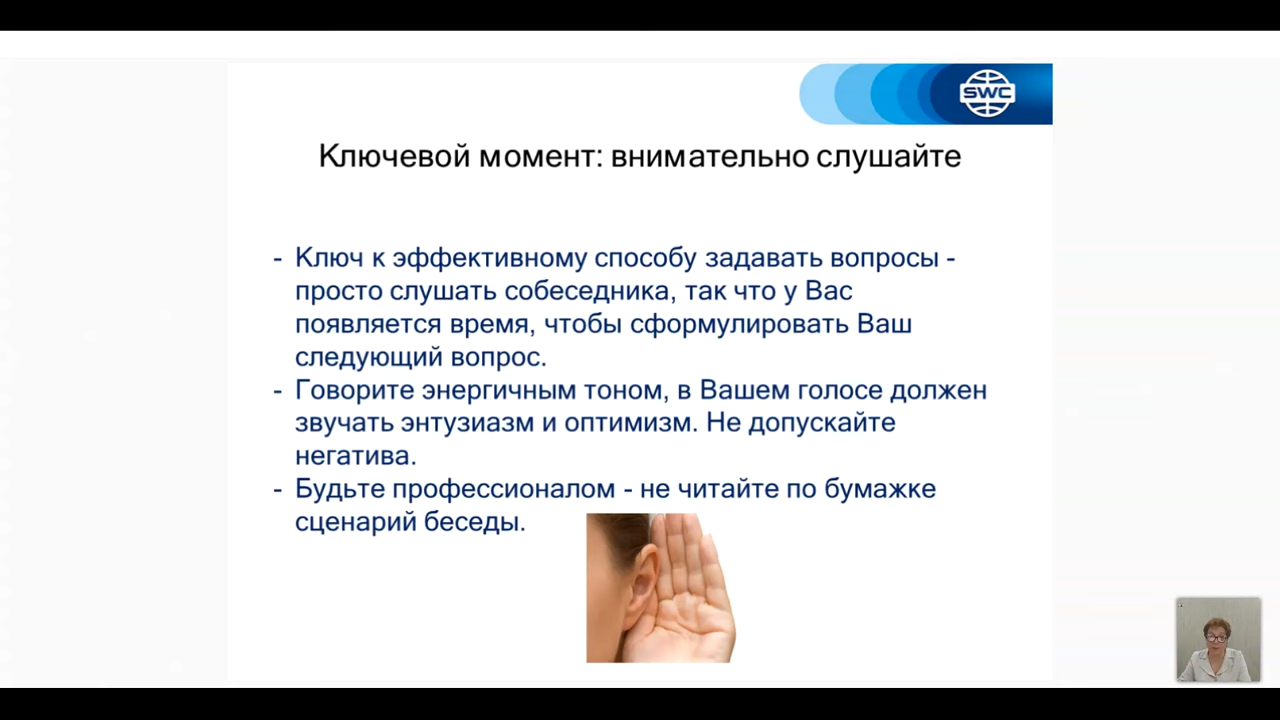 SWC
Ключевой момент: внимательно слушайте
- Ключ к эффективному способу задавать вопросы -
просто слушать собеседника, так что у Вас
появляется время, чтобы сформулировать Ваш
следующий вопрос.
- Говорите энергичным тоном, в Вашем голосе должен
звучать энтузиазм и оптимизм. Не допускайте
негатива.
- Будьте профессионалом - не читайте по бумажке
сценарий беседы.